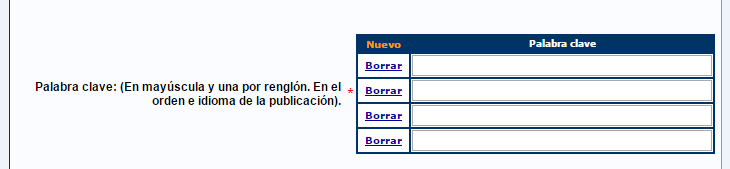 Nuevo Palabra clave
Borrar
Palabra clave: (En mayúscula y una por renglón. En el * Borrar
orden e idioma de la publicación).
Borrar
Borrar